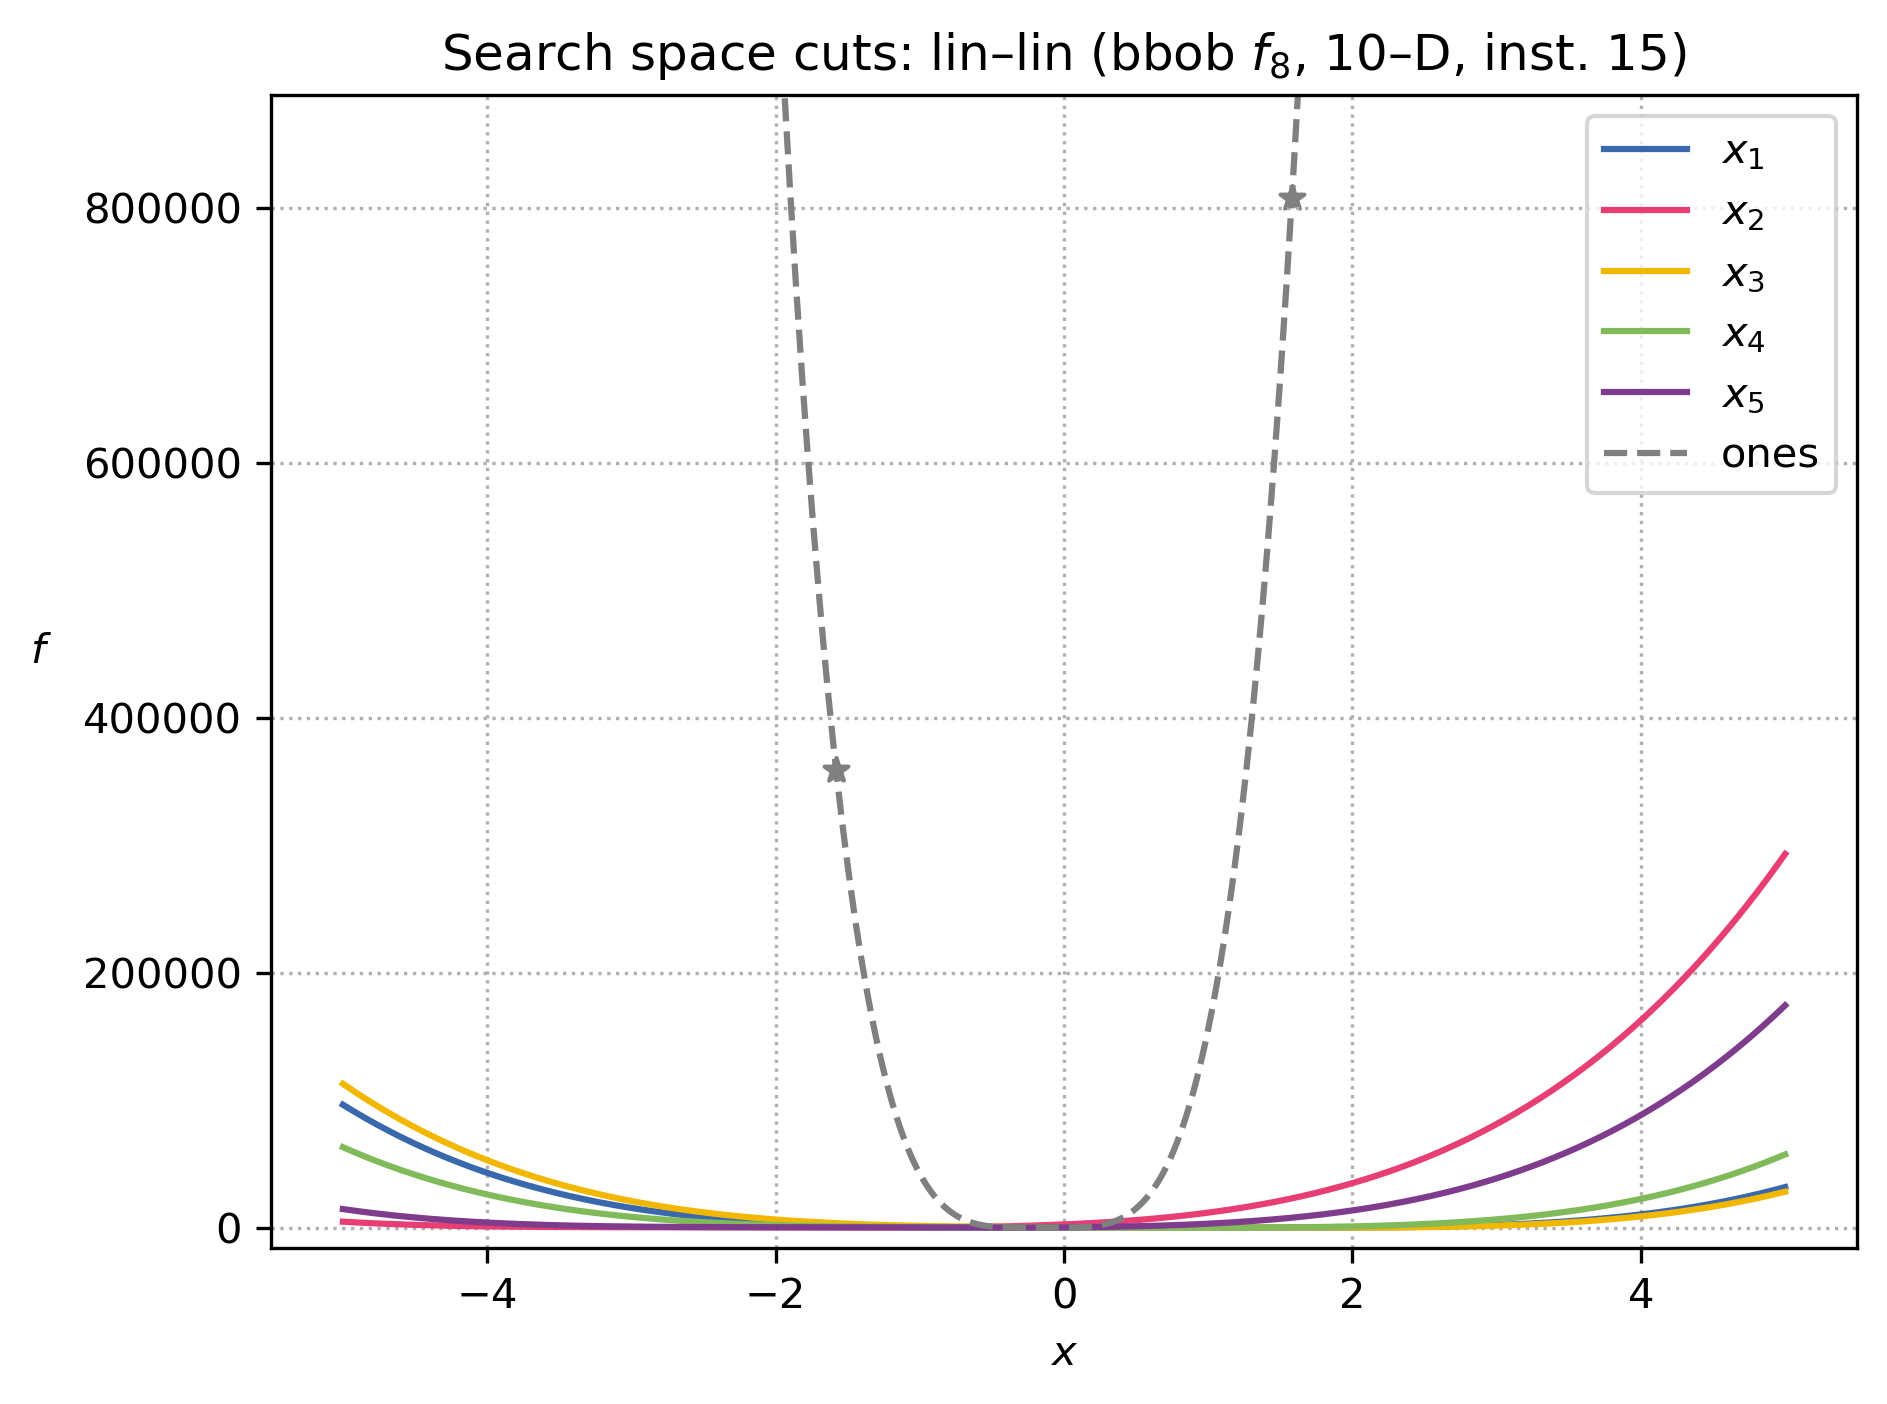 Search space cuts: lin–lin (bbob f₈, 10–D, inst. 15)
x₁
x₂
x₃
x₄
x₅
ones
800000
600000
400000
200000
0
f
−4
−2
0
2
4
x